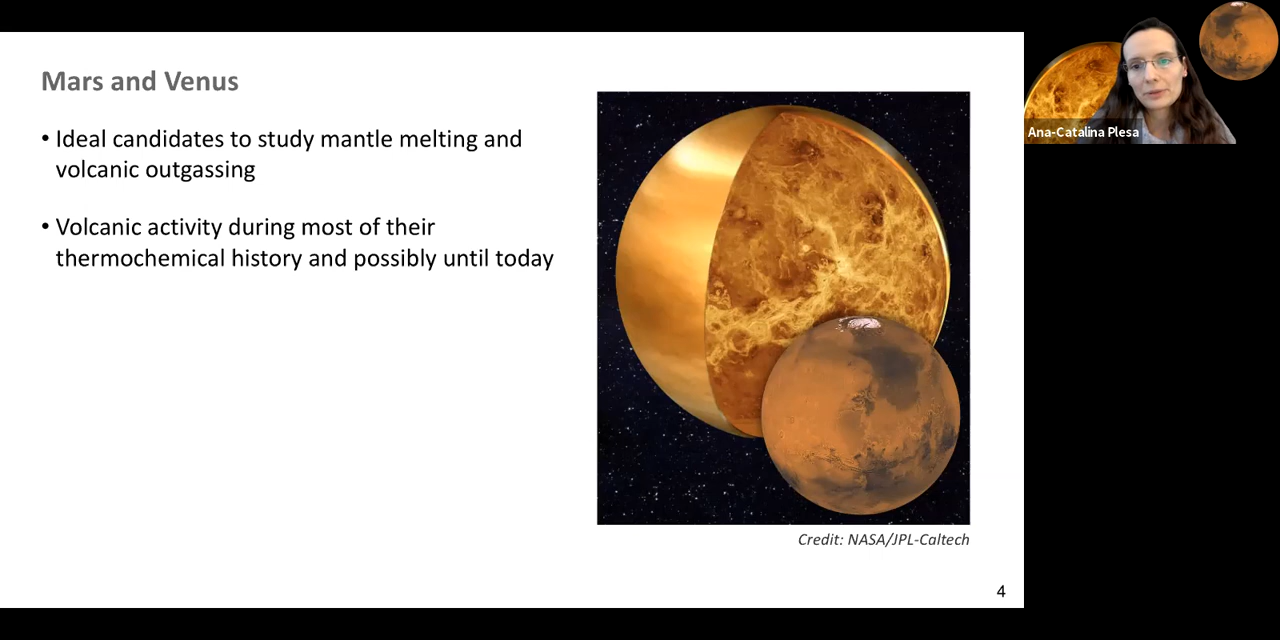 Mars and Venus
• Ideal candidates to study mantle melting and
volcanic outgassing
• Volcanic activity during most of their
thermochemical history and possibly until today
Credit: NASA/JPL-Caltech
4
Ana-Catalina Plesa